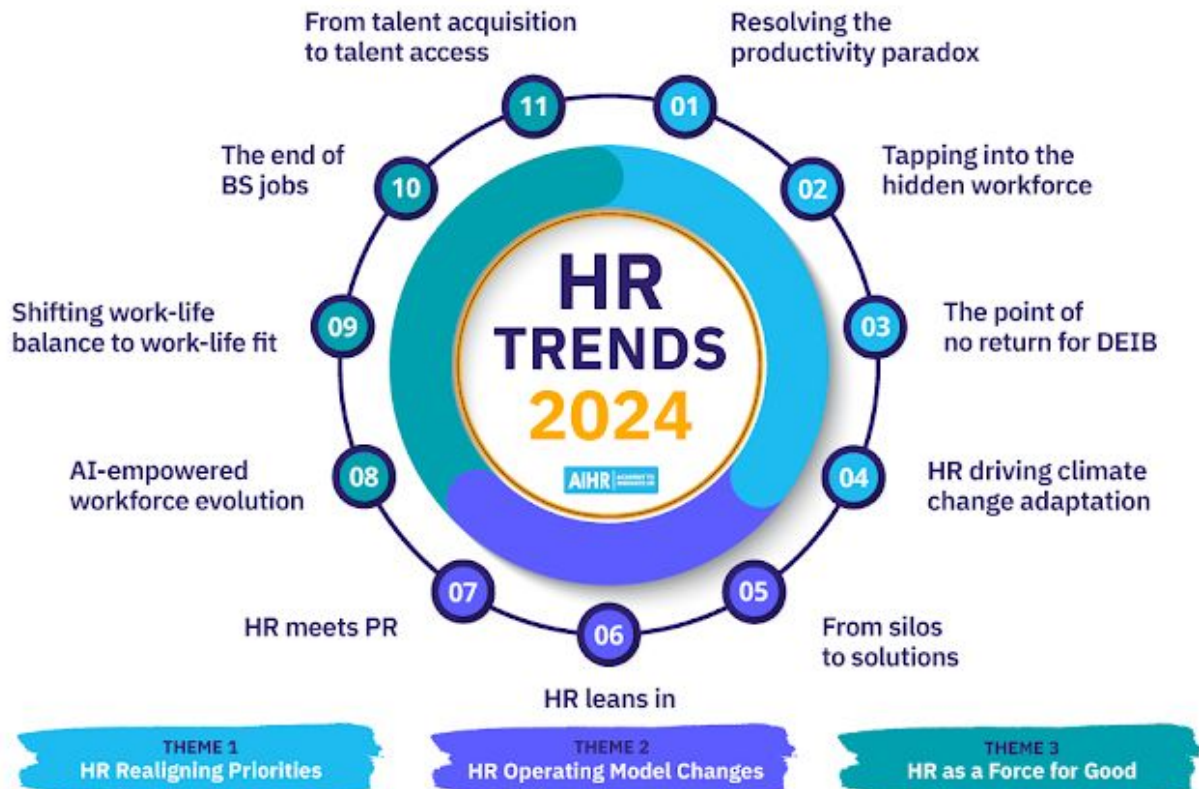 From talent acquisition
to talent access
11
Resolving the
productivity paradox
01
Tapping into the
hidden workforce
02
The point of
no return for DEIB
03
HR driving climate
change adaptation
04
From silos
to solutions
05
HR leans in
06
HR meets PR
07
AI-empowered
workforce evolution
08
Shifting work-life
balance to work-life fit
09
The end of
BS jobs
10
HR
TRENDS
2024
AIHR
ACADEMY TO
INNOVATE HR
THEME 1
HR Realigning Priorities
THEME 2
HR Operating Model Changes
THEME 3
HR as a Force for Good